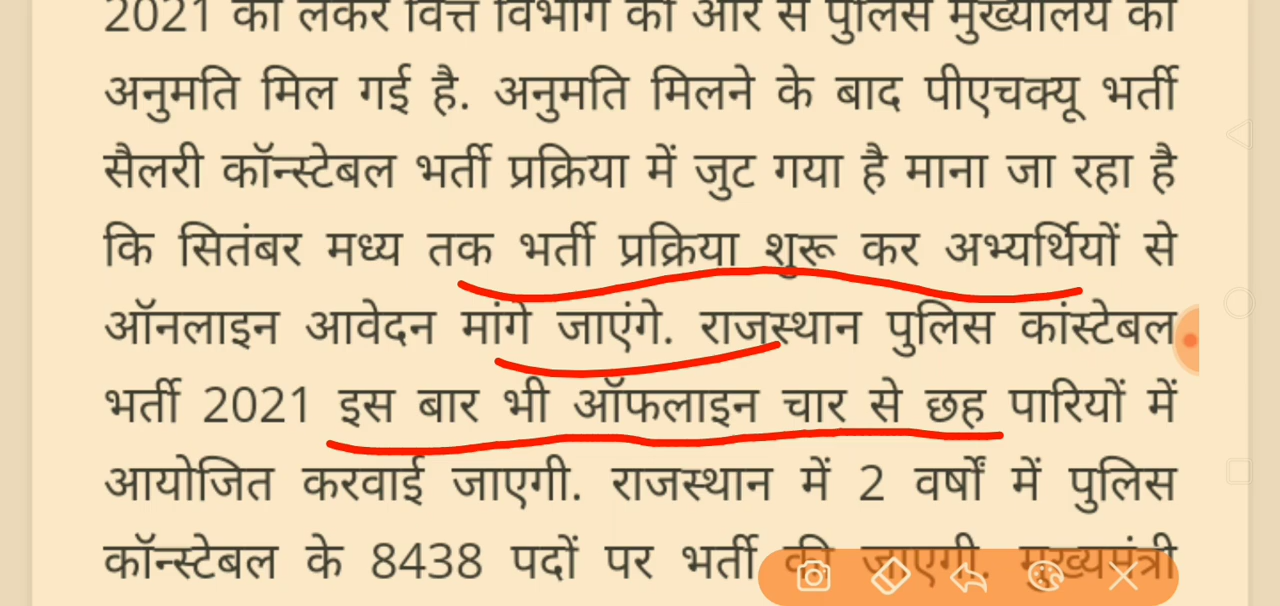 2021 को लेकर वित्त विभाग की ओर से पुलिस मुख्यालय को
अनुमति मिल गई है. अनुमति मिलने के बाद पीएचक्यू भर्ती
सैलरी कॉन्स्टेबल भर्ती प्रक्रिया में जुट गया है माना जा रहा है
कि सितंबर मध्य तक भर्ती प्रक्रिया शुरू कर अभ्यर्थियों से
ऑनलाइन आवेदन मांगे जाएंगे. राजस्थान पुलिस कांस्टेबल
भर्ती 2021 इस बार भी ऑफलाइन चार से छह पारियों में
आयोजित करवाई जाएगी. राजस्थान में 2 वर्षों में पुलिस
कॉन्स्टेबल के 8438 पदों पर भर्ती की जाएगी. मुख्यमंत्री